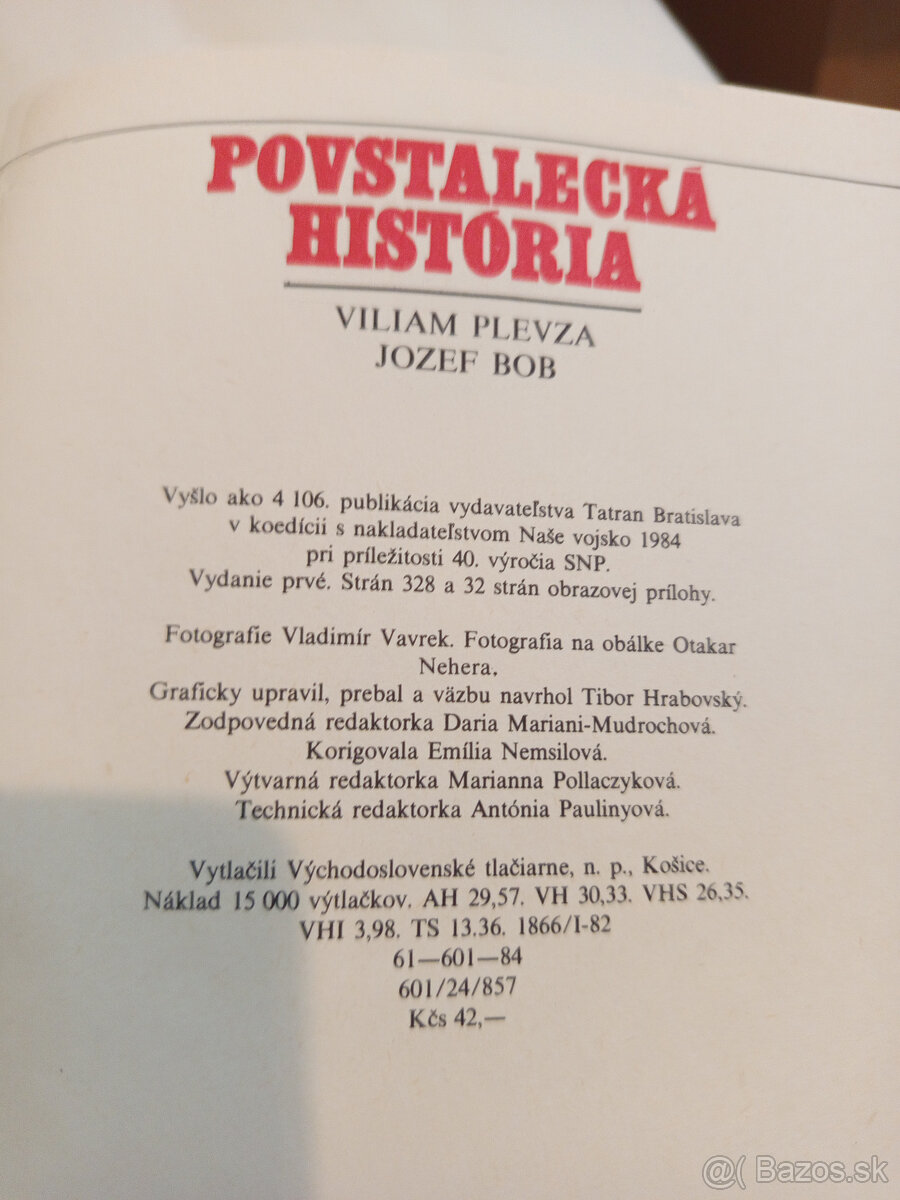 POVSTALECKÁ
HISTÓRIA
VILIAM PLEVZA
JOZEF BOB
Vyšlo ako 4 106. publikácia vydavateľstva Tatran Bratislava
v koedícii s nakladateľstvom Naše vojsko 1984
pri príležitosti 40. výročia SNP.
Vydanie prvé. Strán 328 a 32 strán obrazovej prílohy.
Fotografie Vladimír Vavrek. Fotografia na obálke Otakar
Nehera.
Graficky upravil, prebal a väzbu navrhol Tibor Hrabovský.
Zodpovedná redaktorka Daria Mariani-Mudrochová.
Korigovala Emília Nemsilová.
Výtvarná redaktorka Marianna Pollaczyková.
Technická redaktorka Antónia Paulinyová.
Vytlačili Východoslovenské tlačiarne, n. p., Košice.
Náklad 15 000 výtlačkov. AH 29,57. VH 30,33. VHS 26,35.
VHI 3,98. TS 13.36. 1866/I-82
61—601—84
601/24/857
Kčs 42,—
@( Bazos.sk